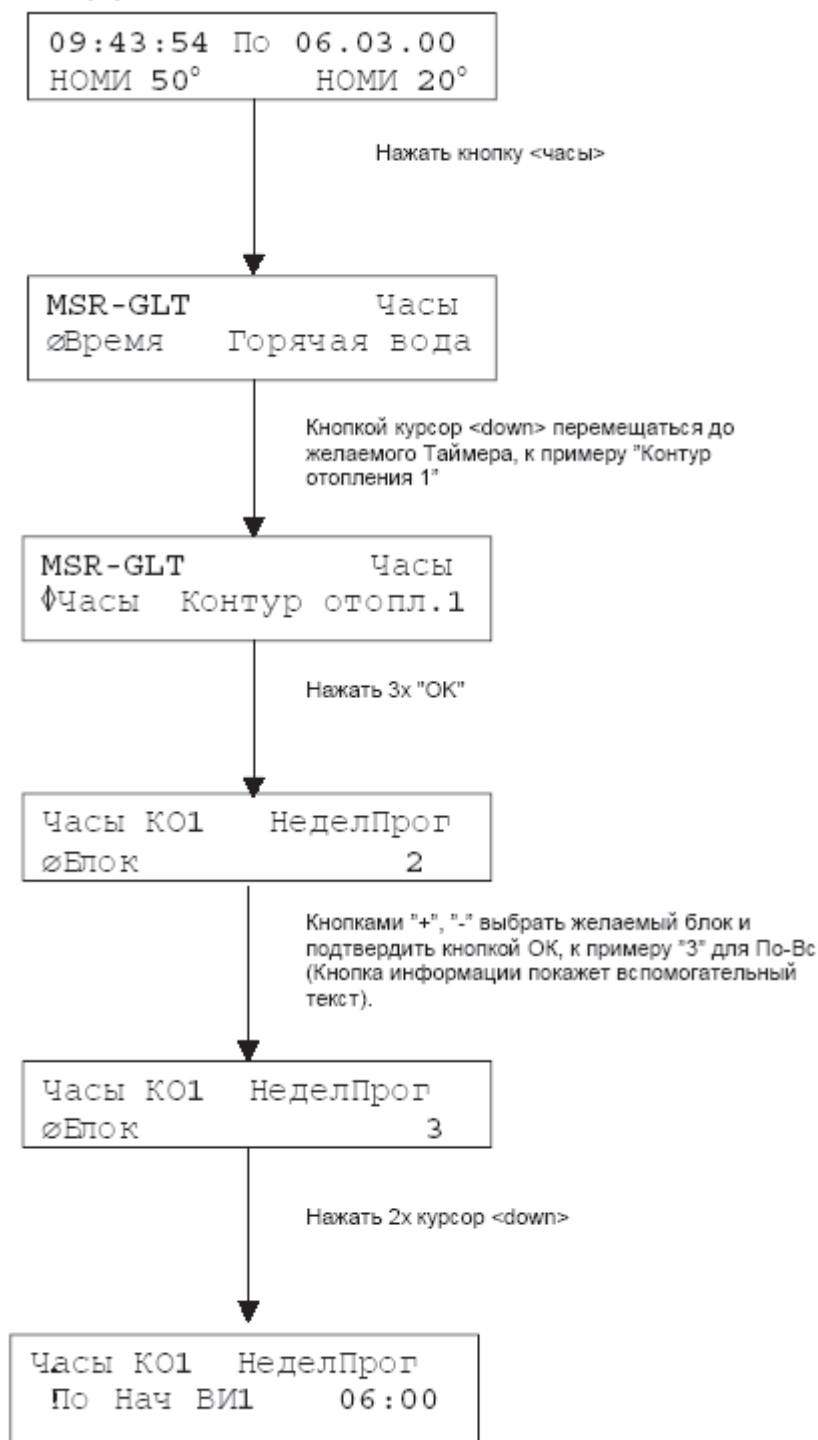 09:43:54 По 06.03.00
НОМИ 50° НОМИ 20°
Нажать кнопку <часы>
MSR-GLT Часы
⌀Время Горячая вода
Кнопкой курсор <down> перемещаться до
желаемого Таймера, к примеру "Контур
отопления 1"
MSR-GLT Часы
Часы Контур отопл.1
Нажать 3х "OK"
Часы КО1 НеделПрог
⌀Блок 2
Кнопками "+", "-" выбрать желаемый блок и
подтвердить кнопкой ОК, к примеру "3" для По-Вс
(Кнопка информации покажет вспомогательный
текст).
Часы КО1 НеделПрог
⌀Блок 3
Нажать 2х курсор <down>
Часы КО1 НеделПрог
По Нач ВИ1 06:00